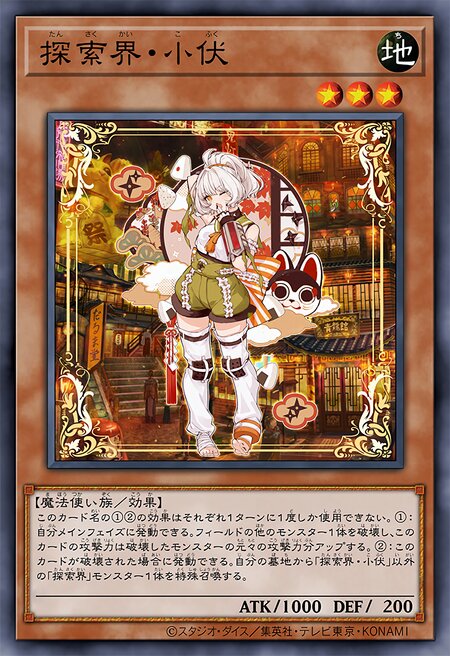 探索界・小伏
地
【魔法使い族／効果】
このカード名の①②の効果はそれぞれ1ターンに1度しか使用できない。①：
自分メインフェイズに発動できる。フィールドの他のモンスター1体を破壊し、こ
のカードの攻撃力は破壊したモンスターの元々の攻撃力分アップする。②：この
カードが破壊された場合に発動できる。自分の墓地から「探索界・小伏」以外
の「探索界」モンスター1体を特殊召喚する。
ATK/1000 DEF/ 200
©スタジオ・ダイス／集英社・テレビ東京・KONAMI